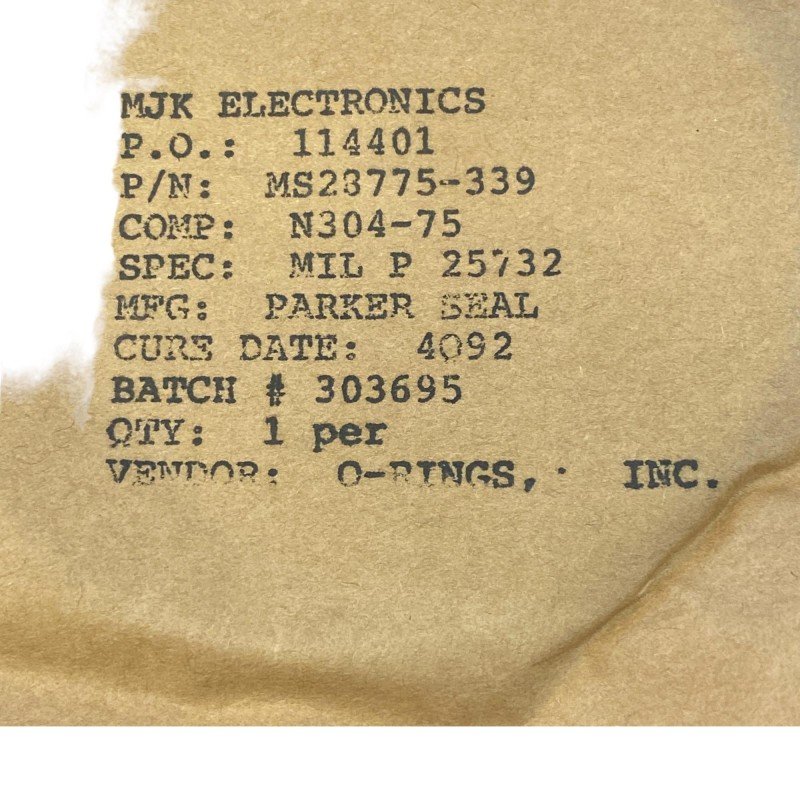 MJK ELECTRONICS
P.O.: 114401
P/N: MS28775-339
COMP: N304-75
SPEC: MIL P 25732
MFG: PARKER SEAL
CURE DATE: 4Q92
BATCH # 303695
QTY: 1 per
VENDOR: O-RINGS, INC.